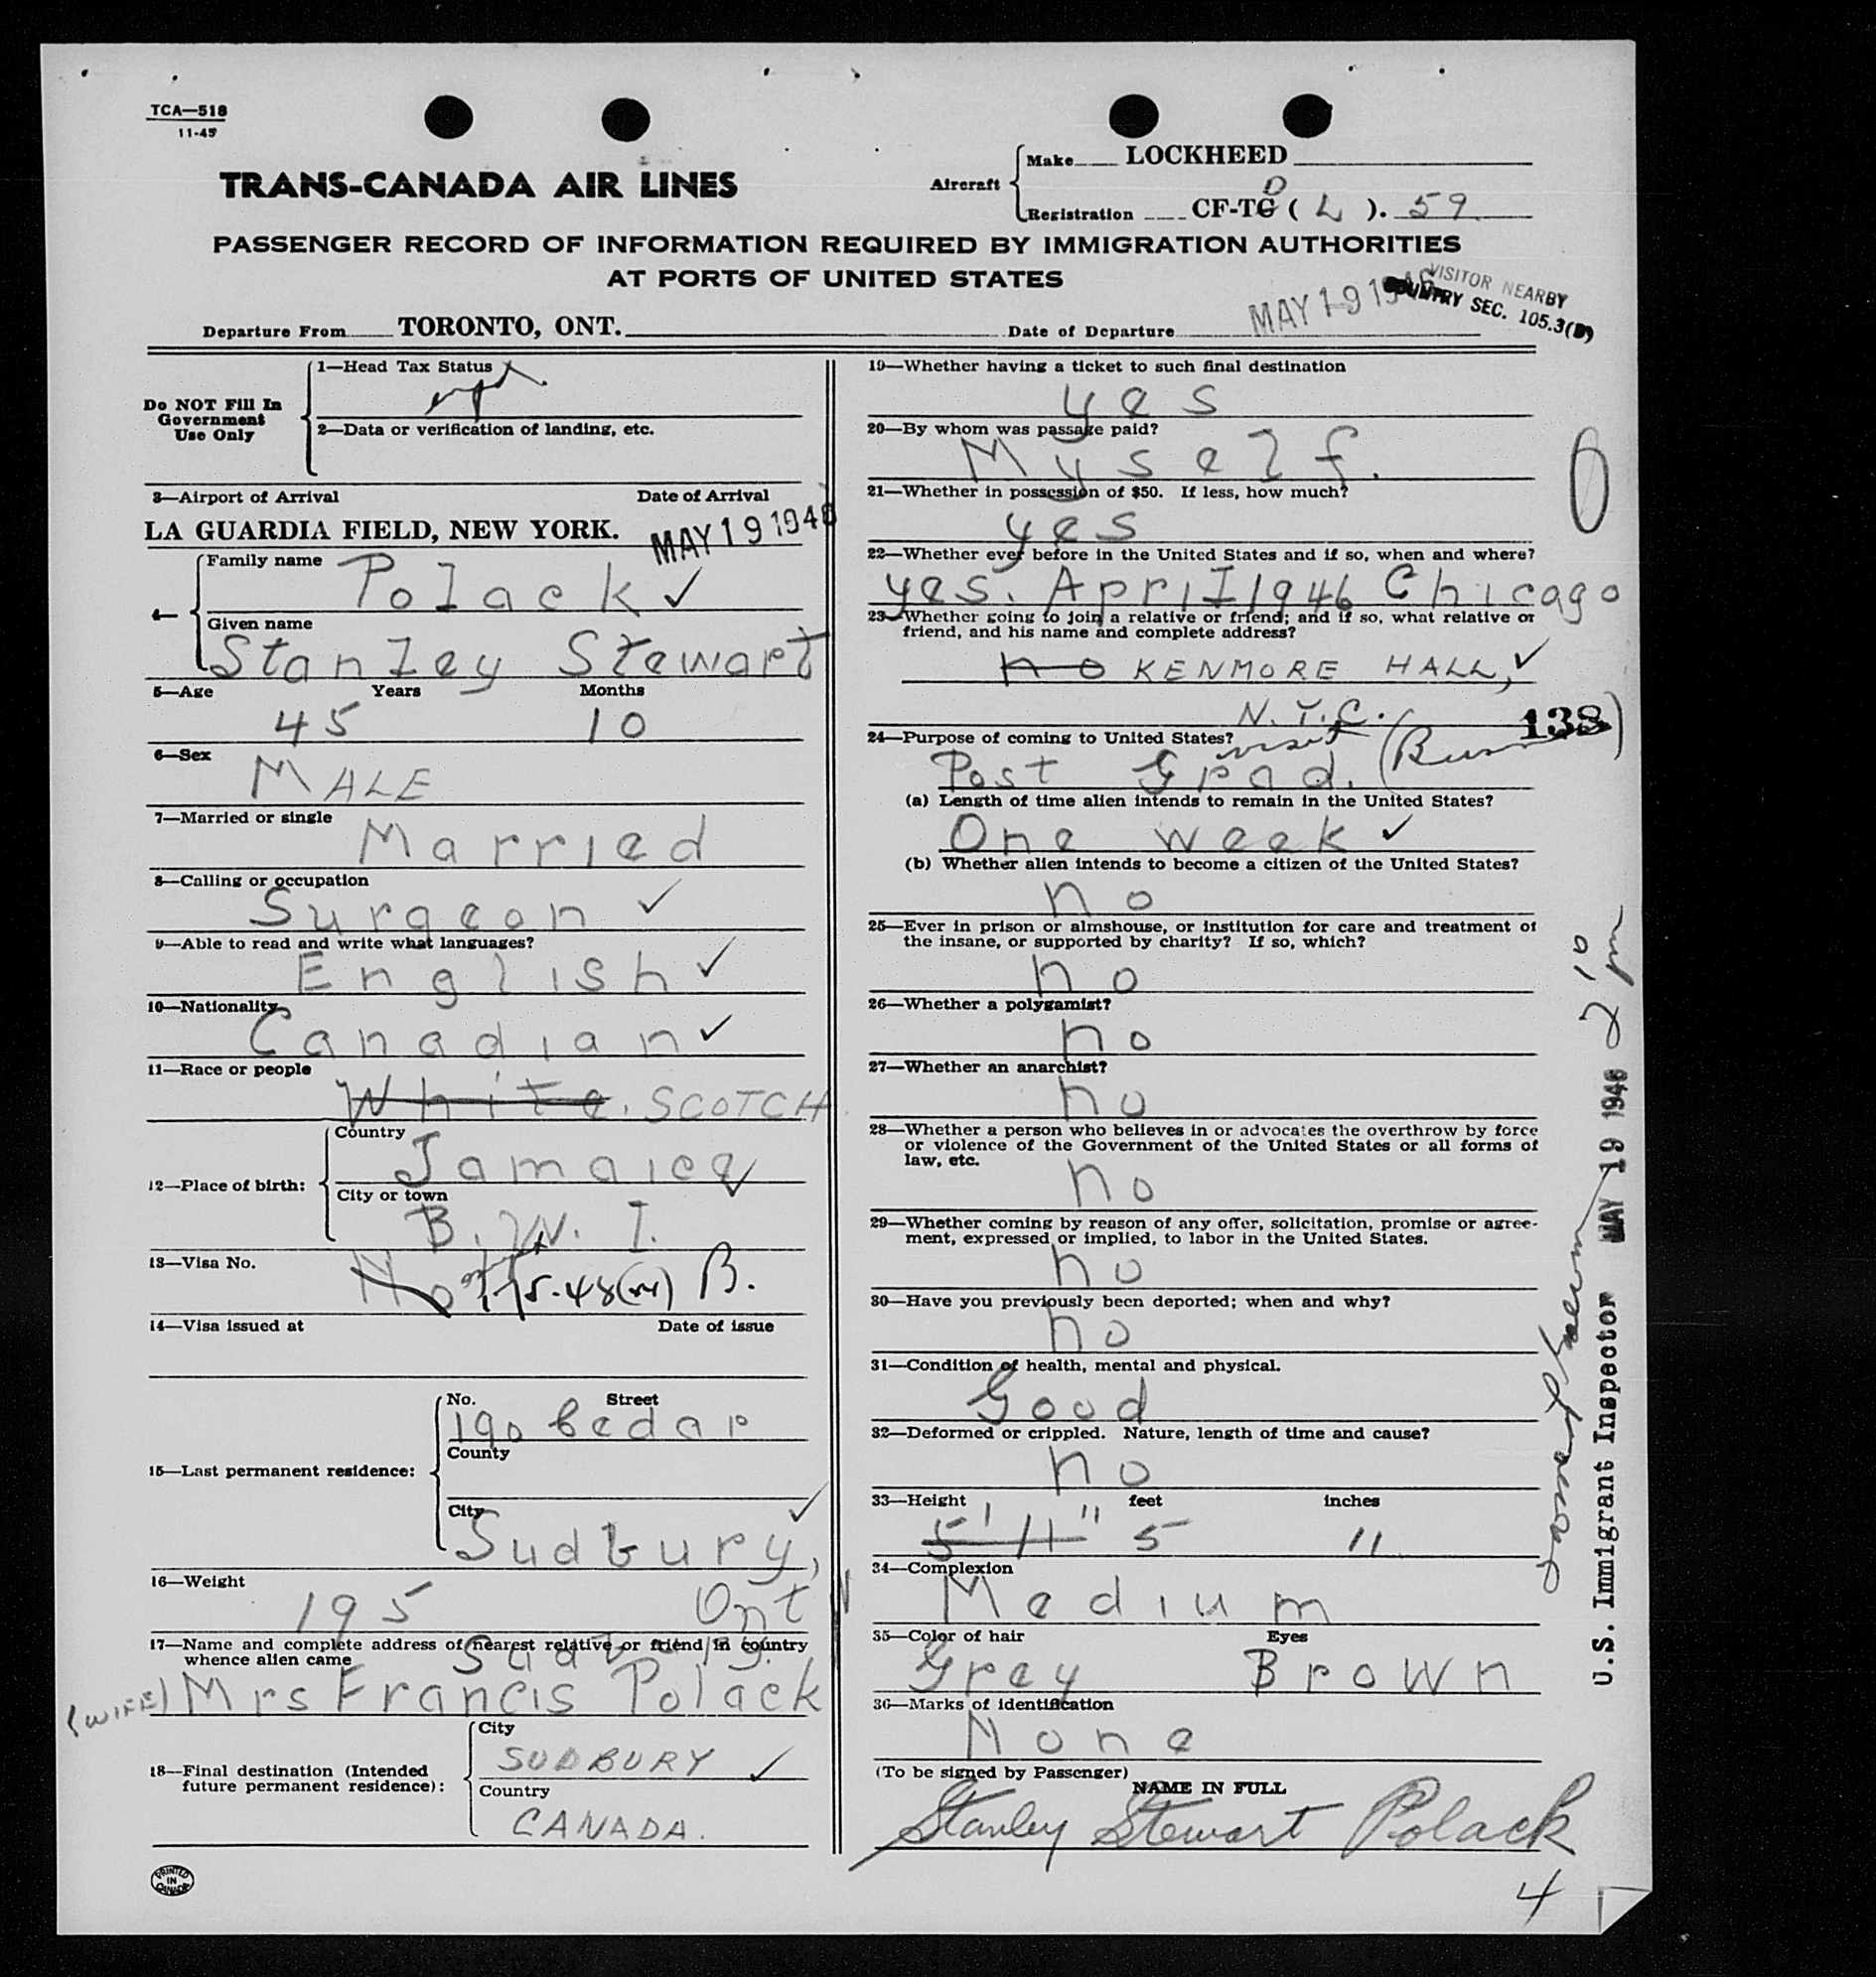 TCA—518
11-45
TRANS-CANADA AIR LINES
Aircraft
Make LOCKHEED
Registration CF-TG D ( L ). 59
PASSENGER RECORD OF INFORMATION REQUIRED BY IMMIGRATION AUTHORITIES
AT PORTS OF UNITED STATES
VISITOR NEARBY
COUNTRY SEC. 105.3(B)
Departure From TORONTO, ONT. Date of Departure MAY 19 1946
Do NOT Fill In
Government
Use Only
1—Head Tax Status
2—Data or verification of landing, etc.
3—Airport of Arrival Date of Arrival
LA GUARDIA FIELD, NEW YORK. MAY 19 1946
4—
Family name
Polack ✓
Given name
Stanley Stewart
5—Age Years Months
45 10
6—Sex
MALE
7—Married or single
Married
8—Calling or occupation
Surgeon ✓
9—Able to read and write what languages?
English ✓
10—Nationality
Canadian ✓
11—Race or people
White. SCOTCH
12—Place of birth:
Country
Jamaica ✓
City or town
B. W. I.
13—Visa No.
No B.
14—Visa issued at Date of issue
15—Last permanent residence:
No. Street
190 Cedar
County
City
Sudbury, ✓
Ont
16—Weight
195
17—Name and complete address of nearest relative or friend in country
whence alien came
Sudbury.
(WIFE) Mrs Francis Polack
18—Final destination (Intended
future permanent residence):
City
SUDBURY ✓
Country
CANADA.
PRINTED
IN
CANADA
19—Whether having a ticket to such final destination
yes
20—By whom was passage paid?
Myself.
21—Whether in possession of $50. If less, how much?
yes
22—Whether ever before in the United States and if so, when and where?
yes. April 1946 Chicago
23—Whether going to join a relative or friend; and if so, what relative or
friend, and his name and complete address?
no KENMORE HALL, ✓
N.Y.C.
138
24—Purpose of coming to United States?
visit
Post Grad.
(a) Length of time alien intends to remain in the United States?
One week ✓
(b) Whether alien intends to become a citizen of the United States?
no
25—Ever in prison or almshouse, or institution for care and treatment of
the insane, or supported by charity? If so, which?
no
26—Whether a polygamist?
no
27—Whether an anarchist?
no
28—Whether a person who believes in or advocates the overthrow by force
or violence of the Government of the United States or all forms of
law, etc.
no
29—Whether coming by reason of any offer, solicitation, promise or agree-
ment, expressed or implied, to labor in the United States.
no
30—Have you previously been deported; when and why?
no
31—Condition of health, mental and physical.
Good
32—Deformed or crippled. Nature, length of time and cause?
no
33—Height feet inches
5' 11" 5 11
34—Complexion
Medium
35—Color of hair Eyes
Grey Brown
36—Marks of identification
None
(To be signed by Passenger)
NAME IN FULL
Stanley Stewart Polack
4
U.S. Immigrant Inspector MAY 19 1946 2 10 pm